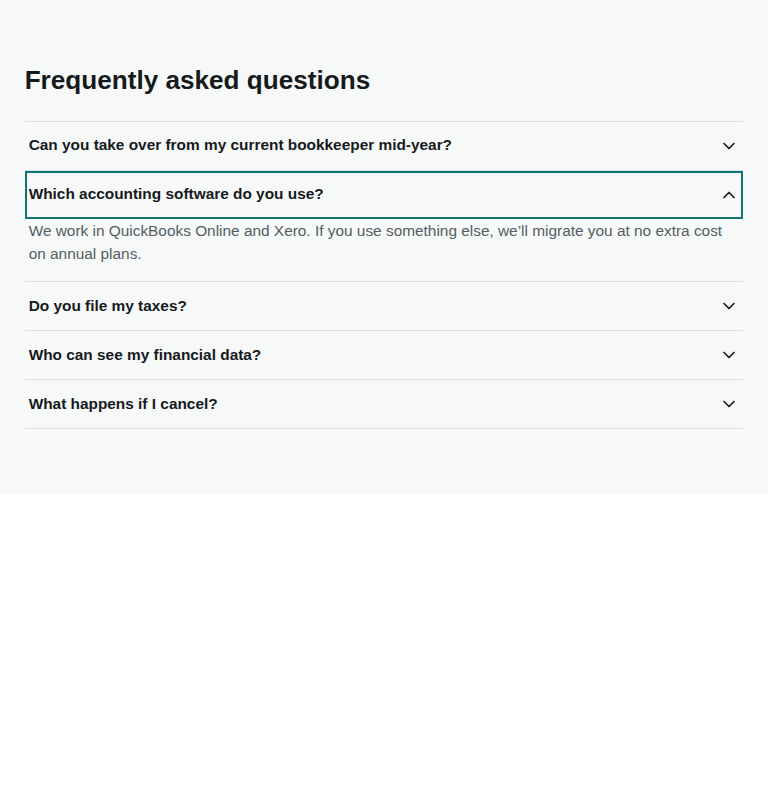 Frequently asked questions
Can you take over from my current bookkeeper mid-year?
Which accounting software do you use?
We work in QuickBooks Online and Xero. If you use something else, we’ll migrate you at no extra cost
on annual plans.
Do you file my taxes?
Who can see my financial data?
What happens if I cancel?